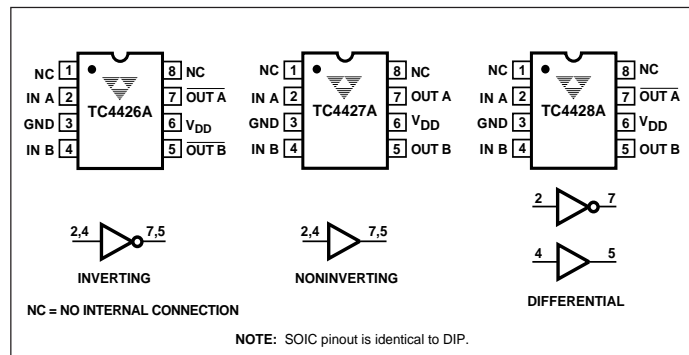 NC 1 8 NC
IN A 2 7 O̅U̅T̅ ̅A̅
TC4426A
GND 3 6 VDD
IN B 4 5 O̅U̅T̅ ̅B̅
2,4 7,5
INVERTING
NC 1 8 NC
IN A 2 7 OUT A
TC4427A
GND 3 6 VDD
IN B 4 5 OUT B
2,4 7,5
NONINVERTING
NC 1 8 NC
IN A 2 7 O̅U̅T̅ ̅A̅
TC4428A
GND 3 6 VDD
IN B 4 5 OUT B
2 7
4 5
DIFFERENTIAL
NC = NO INTERNAL CONNECTION
NOTE: SOIC pinout is identical to DIP.